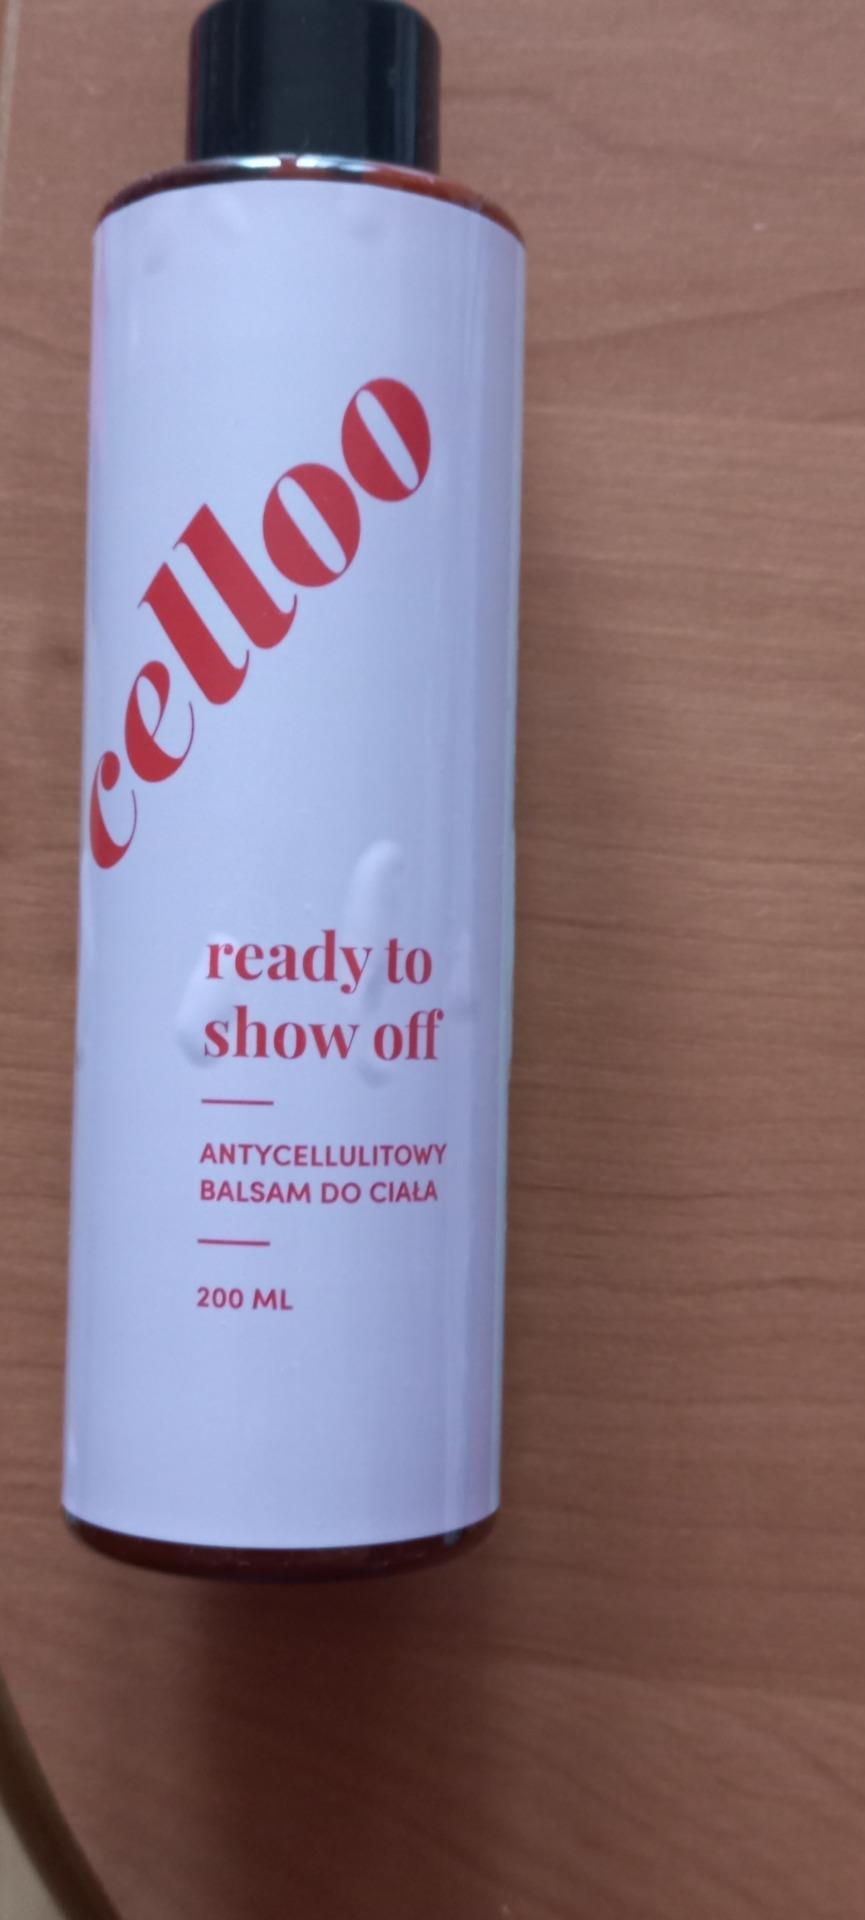 celloo
ready to
show off
ANTYCELLULITOWY
BALSAM DO CIAŁA
200 ML